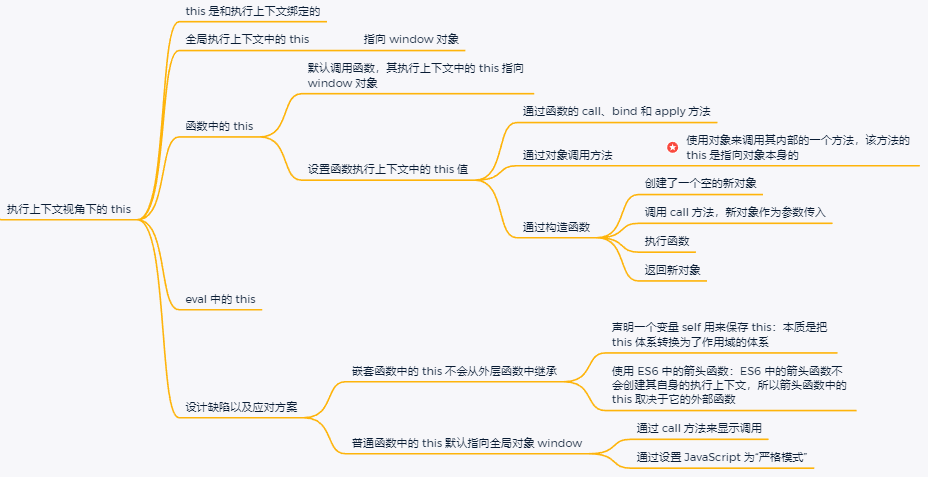 执行上下文视角下的 this
this 是和执行上下文绑定的
全局执行上下文中的 this
指向 window 对象
函数中的 this
默认调用函数，其执行上下文中的 this 指向
window 对象
设置函数执行上下文中的 this 值
通过函数的 call、bind 和 apply 方法
通过对象调用方法
使用对象来调用其内部的一个方法，该方法的
this 是指向对象本身的
通过构造函数
创建了一个空的新对象
调用 call 方法，新对象作为参数传入
执行函数
返回新对象
eval 中的 this
设计缺陷以及应对方案
嵌套函数中的 this 不会从外层函数中继承
声明一个变量 self 用来保存 this：本质是把
this 体系转换为了作用域的体系
使用 ES6 中的箭头函数：ES6 中的箭头函数不
会创建其自身的执行上下文，所以箭头函数中的
this 取决于它的外部函数
普通函数中的 this 默认指向全局对象 window
通过 call 方法来显示调用
通过设置 JavaScript 为“严格模式”